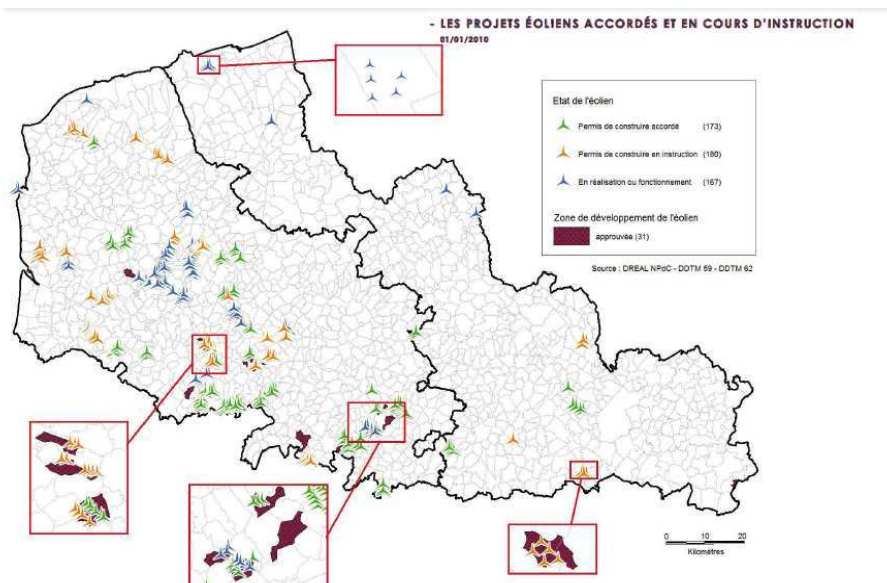 - LES PROJETS ÉOLIENS ACCORDÉS ET EN COURS D'INSTRUCTION
01/01/2010
Etat de l'éolien
Permis de construire accordé (173)
Permis de construire en instruction (180)
En réalisation ou fonctionnement (167)
Zone de développement de l'éolien
approuvée (31)
Source : DREAL NPdC - DDTM 59 - DDTM 62
0 10 20
Kilomètres